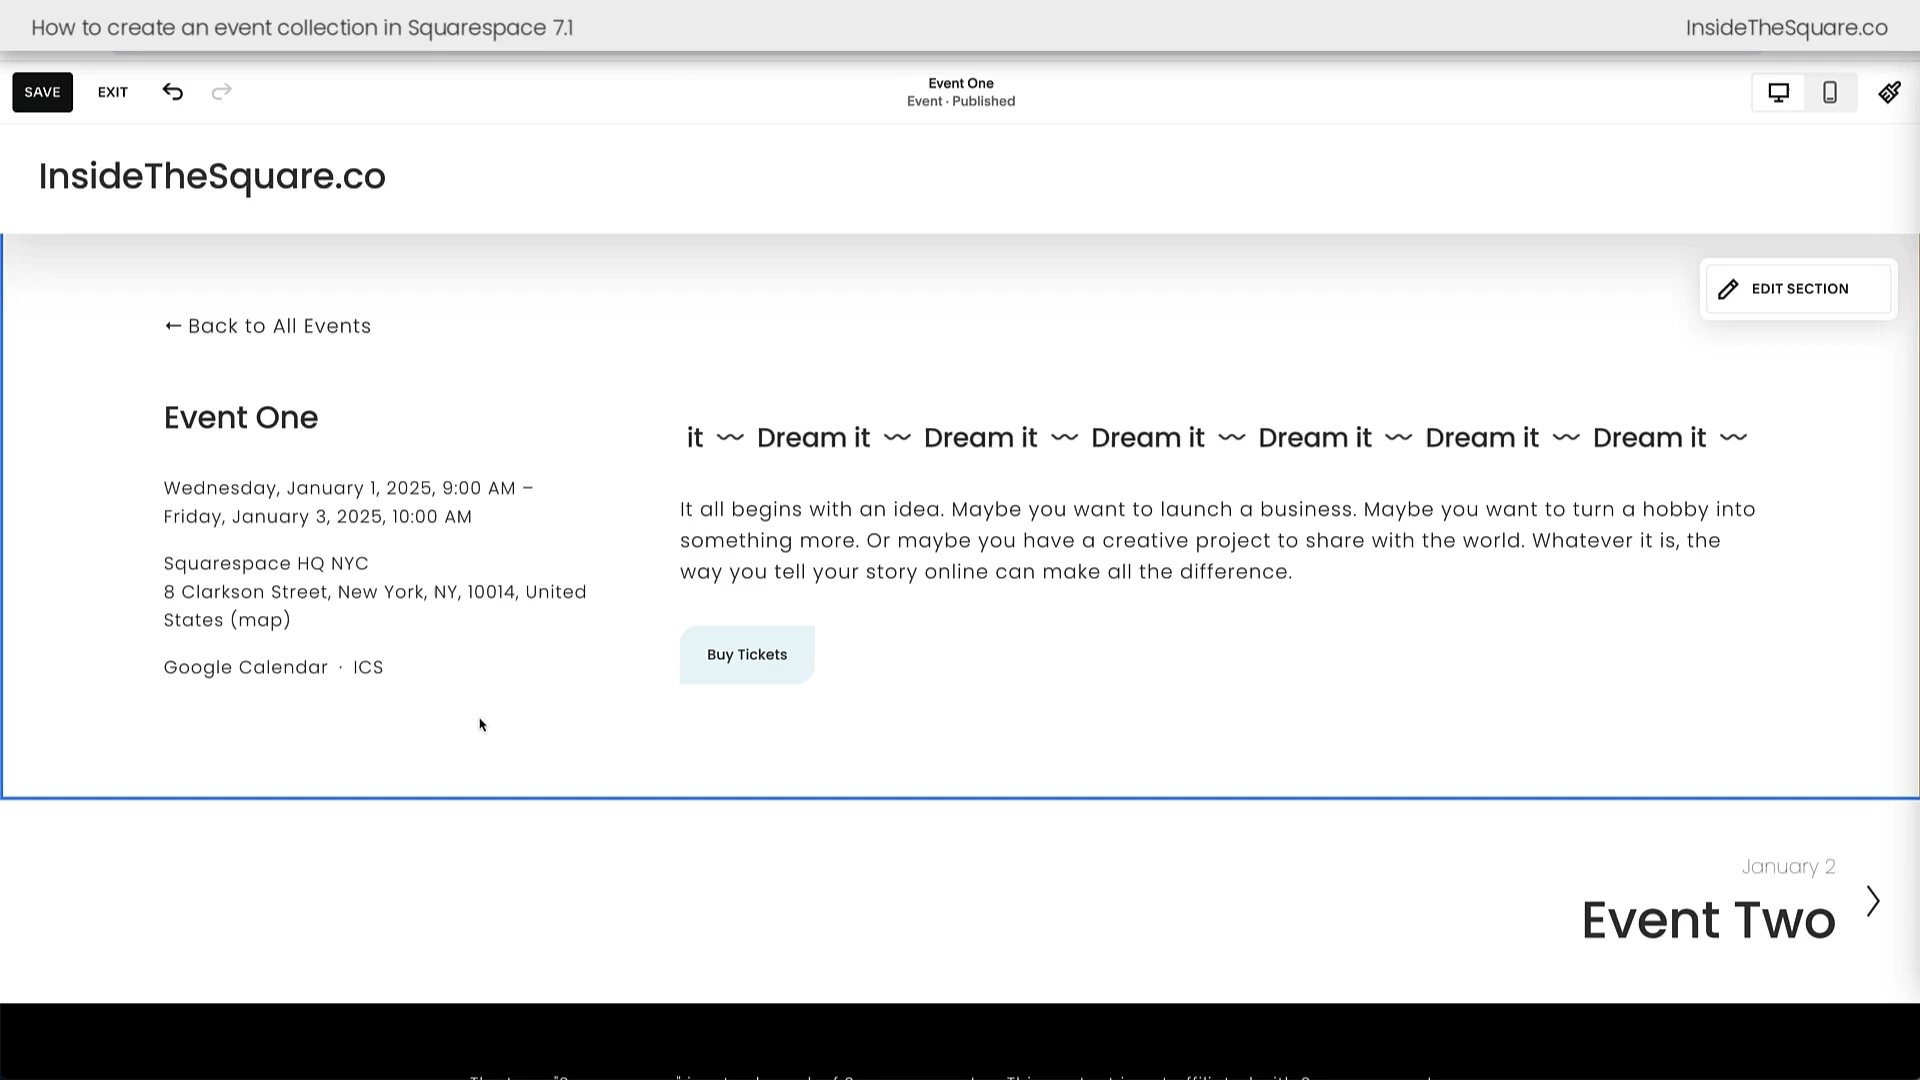 How to create an event collection in Squarespace 7.1
InsideTheSquare.co
SAVE
EXIT
Event One
Event · Published
InsideTheSquare.co
EDIT SECTION
← Back to All Events
Event One
Wednesday, January 1, 2025, 9:00 AM –
Friday, January 3, 2025, 10:00 AM
Squarespace HQ NYC
8 Clarkson Street, New York, NY, 10014, United
States (map)
Google Calendar · ICS
it 〰 Dream it 〰 Dream it 〰 Dream it 〰 Dream it 〰 Dream it 〰 Dream it 〰
It all begins with an idea. Maybe you want to launch a business. Maybe you want to turn a hobby into
something more. Or maybe you have a creative project to share with the world. Whatever it is, the
way you tell your story online can make all the difference.
Buy Tickets
January 2
Event Two